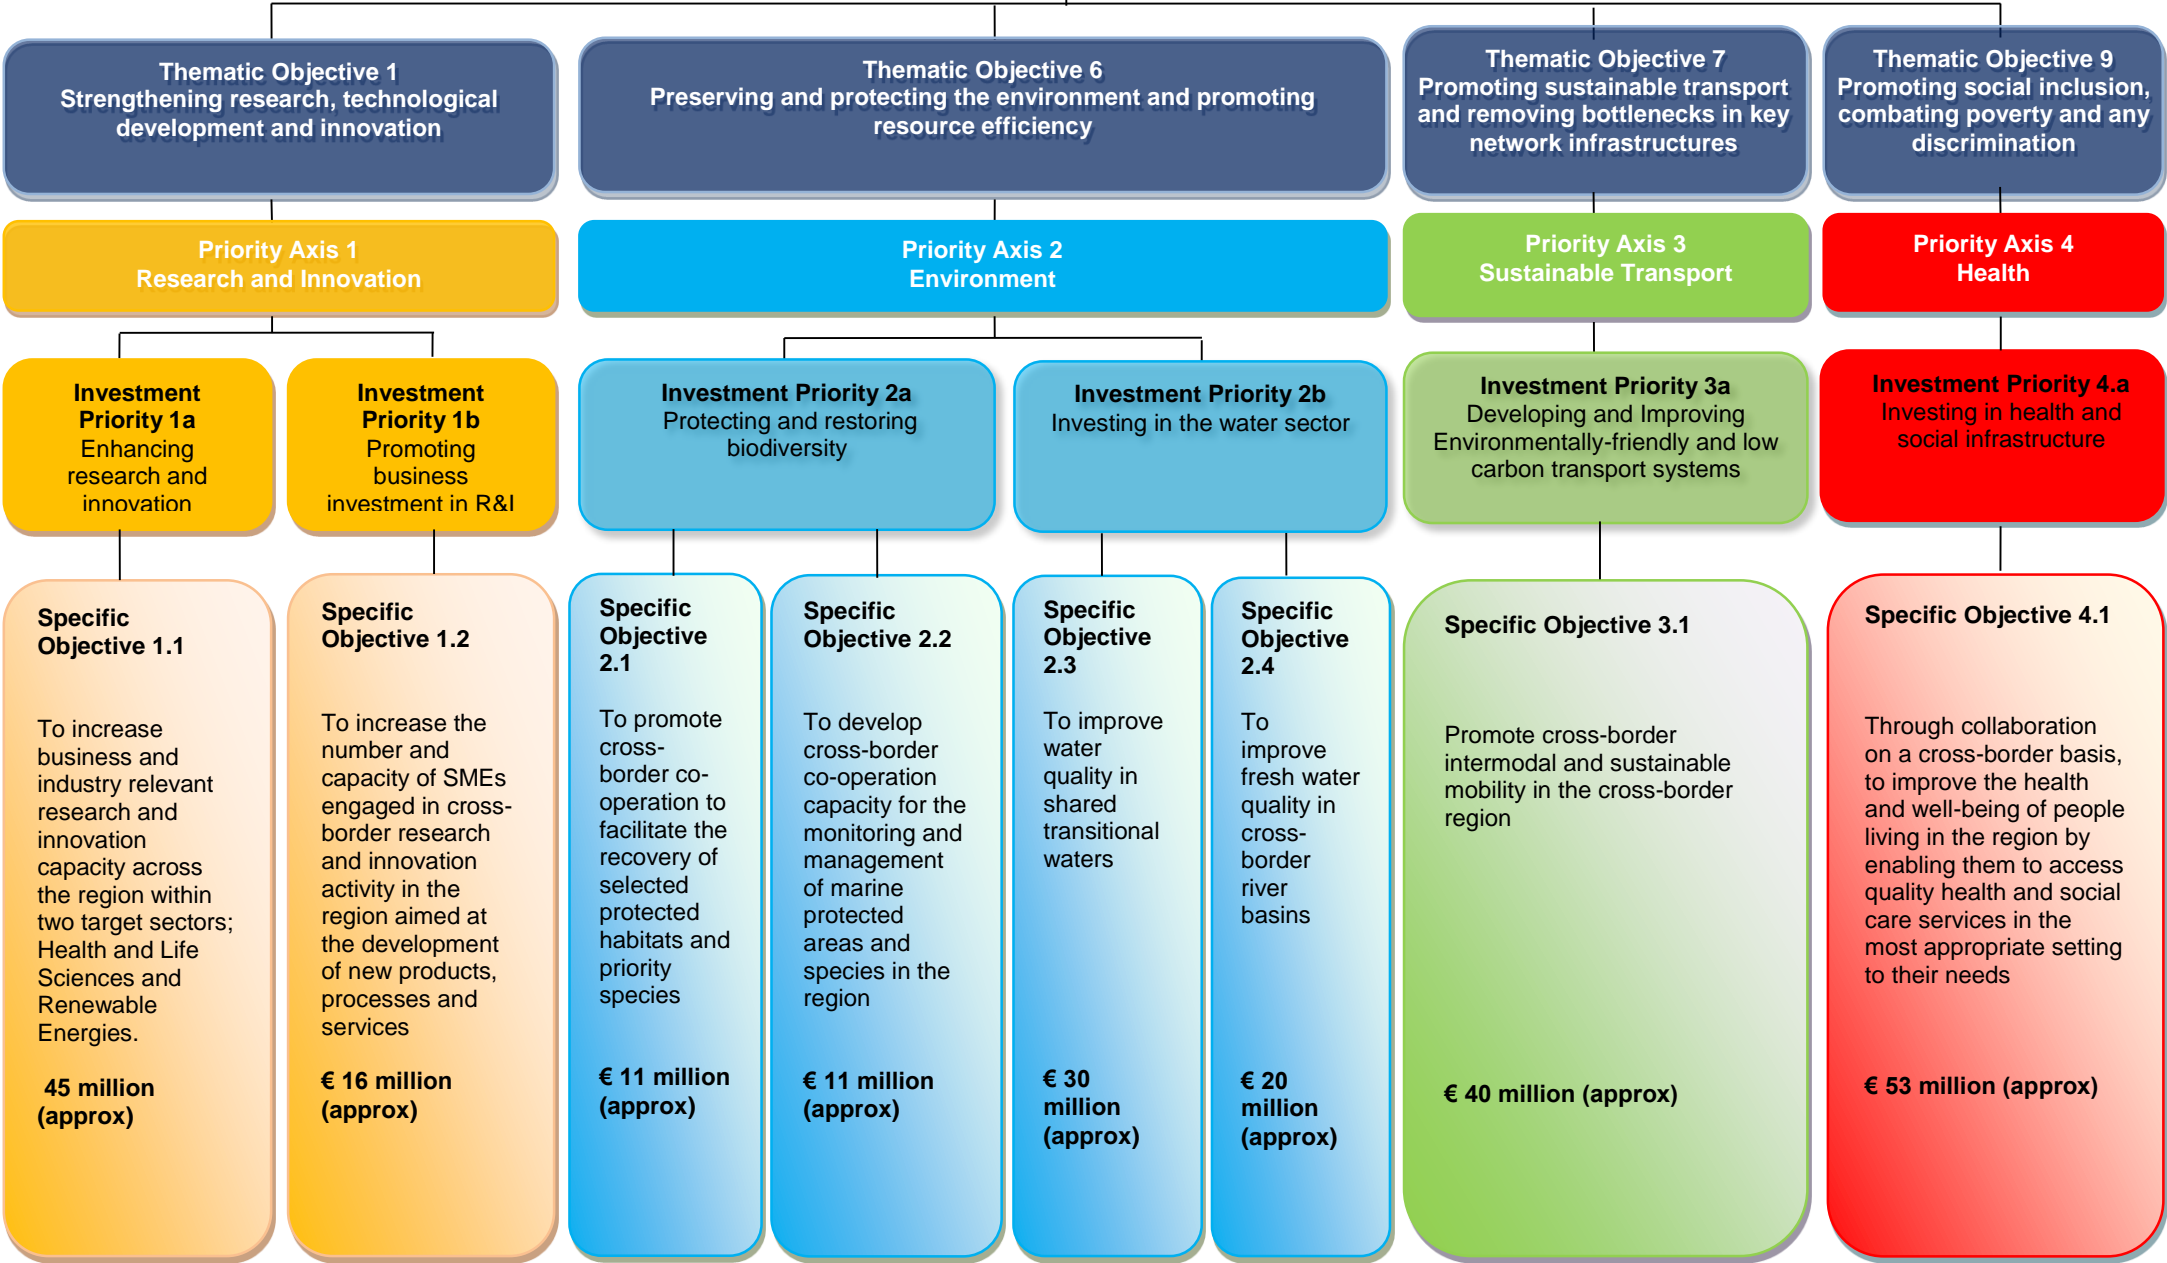 Thematic Objective 1
Strengthening research, technological
development and innovation
Thematic Objective 6
Preserving and protecting the environment and promoting
resource efficiency
Thematic Objective 7
Promoting sustainable transport
and removing bottlenecks in key
network infrastructures
Thematic Objective 9
Promoting social inclusion,
combating poverty and any
discrimination
Priority Axis 1
Research and Innovation
Priority Axis 2
Environment
Priority Axis 3
Sustainable Transport
Priority Axis 4
Health
Investment
Priority 1a
Enhancing
research and
innovation
Investment
Priority 1b
Promoting
business
investment in R&I
Investment Priority 2a
Protecting and restoring
biodiversity
Investment Priority 2b
Investing in the water sector
Investment Priority 3a
Developing and Improving
Environmentally-friendly and low
carbon transport systems
Investment Priority 4.a
Investing in health and
social infrastructure
Specific
Objective 1.1
To increase
business and
industry relevant
research and
innovation
capacity across
the region within
two target sectors;
Health and Life
Sciences and
Renewable
Energies.
45 million
(approx)
Specific
Objective 1.2
To increase the
number and
capacity of SMEs
engaged in cross-
border research
and innovation
activity in the
region aimed at
the development
of new products,
processes and
services
€ 16 million
(approx)
Specific
Objective
2.1
To promote
cross-
border co-
operation to
facilitate the
recovery of
selected
protected
habitats and
priority
species
€ 11 million
(approx)
Specific
Objective 2.2
To develop
cross-border
co-operation
capacity for the
monitoring and
management
of marine
protected
areas and
species in the
region
€ 11 million
(approx)
Specific
Objective
2.3
To improve
water
quality in
shared
transitional
waters
€ 30
million
(approx)
Specific
Objective
2.4
To
improve
fresh water
quality in
cross-
border
river
basins
€ 20
million
(approx)
Specific Objective 3.1
Promote cross-border
intermodal and sustainable
mobility in the cross-border
region
€ 40 million (approx)
Specific Objective 4.1
Through collaboration
on a cross-border basis,
to improve the health
and well-being of people
living in the region by
enabling them to access
quality health and social
care services in the
most appropriate setting
to their needs
€ 53 million (approx)